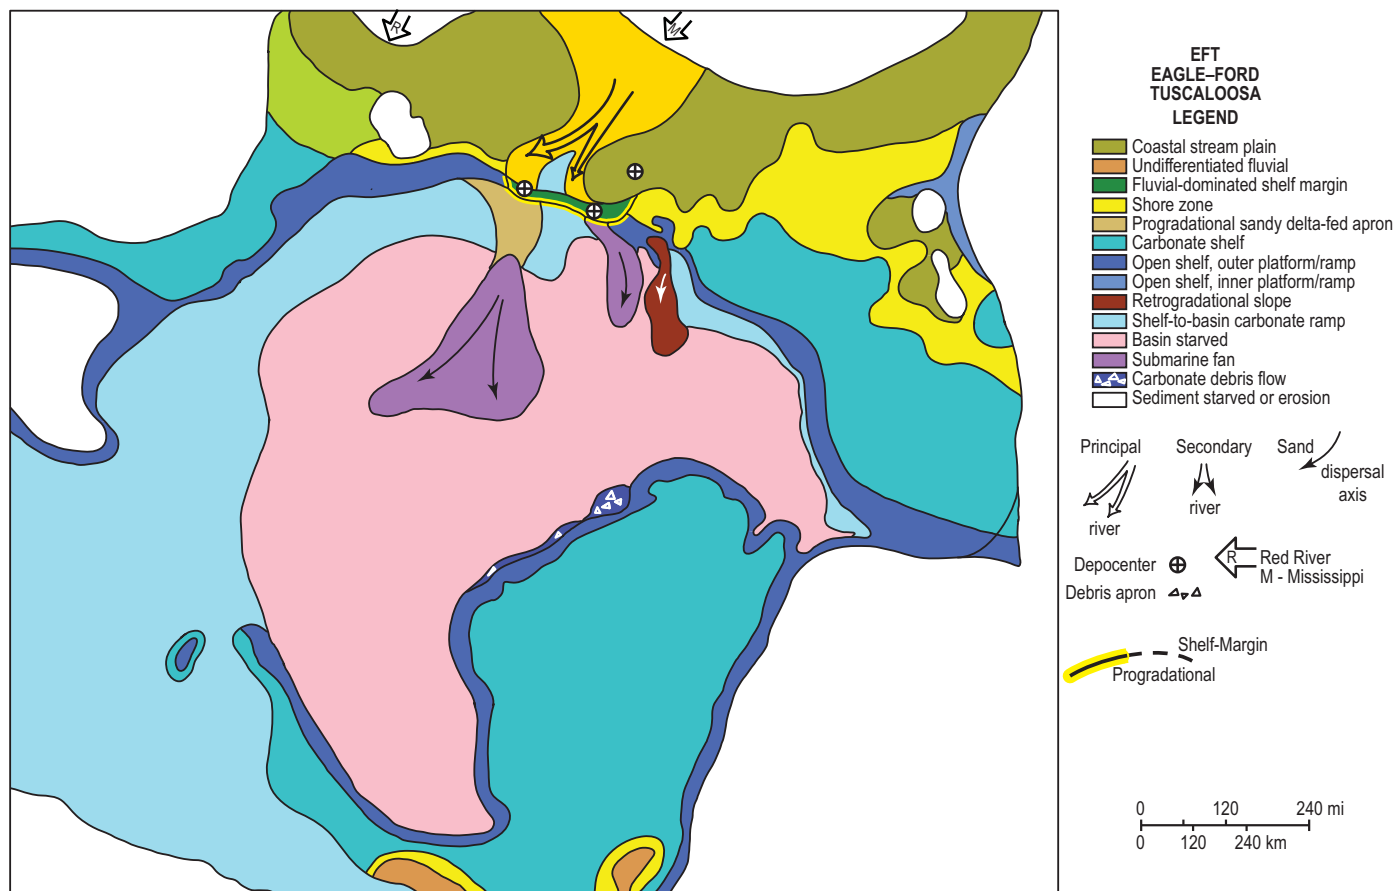 R
M
EFT
EAGLE–FORD
TUSCALOOSA
LEGEND
Coastal stream plain
Undifferentiated fluvial
Fluvial-dominated shelf margin
Shore zone
Progradational sandy delta-fed apron
Carbonate shelf
Open shelf, outer platform/ramp
Open shelf, inner platform/ramp
Retrogradational slope
Shelf-to-basin carbonate ramp
Basin starved
Submarine fan
Carbonate debris flow
Sediment starved or erosion
Principal
river
Secondary
river
Sand
dispersal
axis
Depocenter
R
Red River
M - Mississippi
Debris apron
Shelf-Margin
Progradational
0 120 240 mi
0 120 240 km